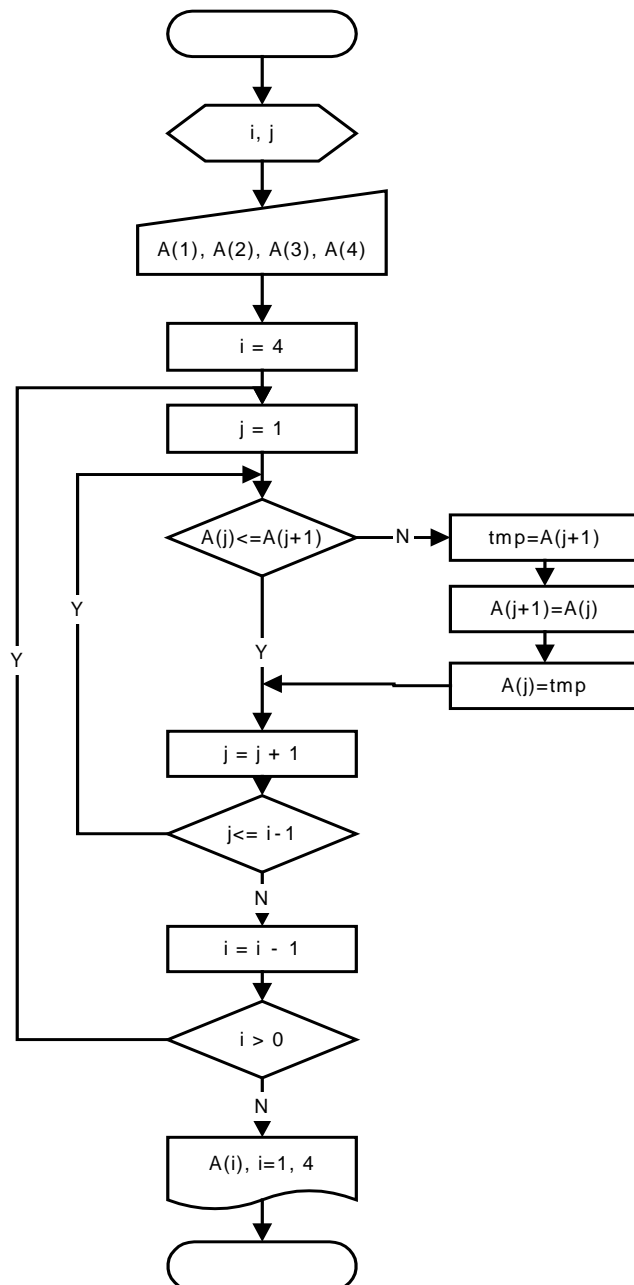 i, j
A(1), A(2), A(3), A(4)
i = 4
j = 1
A(j)<=A(j+1)
N
tmp=A(j+1)
A(j+1)=A(j)
Y
Y
Y
A(j)=tmp
j = j + 1
j<= i-1
N
i = i - 1
i > 0
N
A(i), i=1, 4